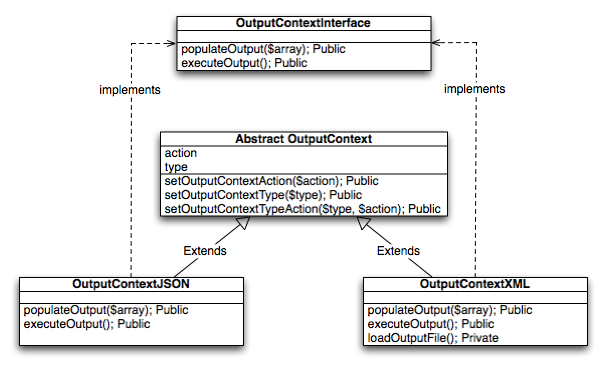 OutputContextInterface
populateOutput($array); Public
executeOutput(); Public
implements
implements
Abstract OutputContext
action
type
setOutputContextAction($action); Public
setOutputContextType($type); Public
setOutputContextTypeAction($type, $action); Public
Extends
Extends
OutputContextJSON
populateOutput($array); Public
executeOutput(); Public
OutputContextXML
populateOutput($array); Public
executeOutput(); Public
loadOutputFile(); Private